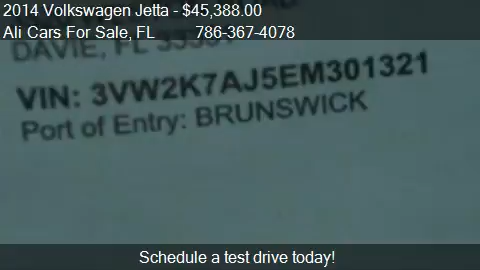 2014 Volkswagen Jetta - $45,388.00
Ali Cars For Sale, FL 786-367-4078
DAVIE, FL
VIN: 3VW2K7AJ5EM301321
Port of Entry: BRUNSWICK
Schedule a test drive today!